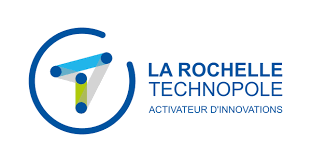 LA ROCHELLE
TECHNOPOLE
ACTIVATEUR D'INNOVATIONS